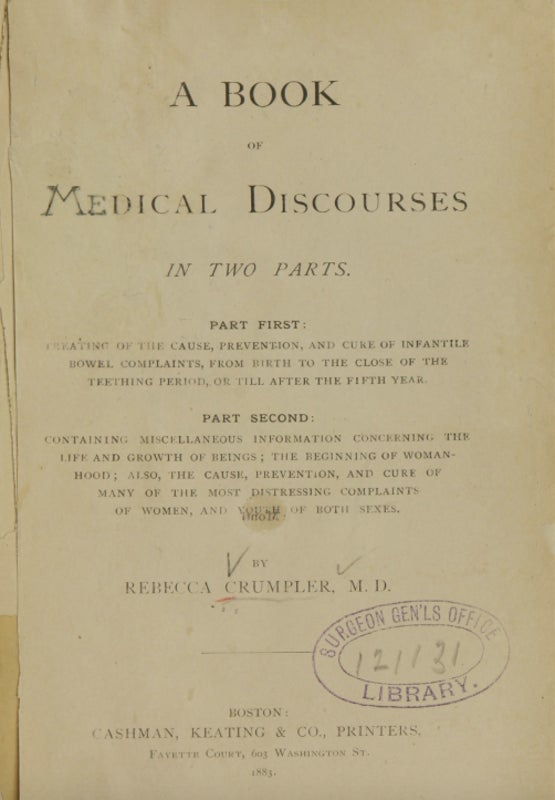 A BOOK
OF
MEDICAL DISCOURSES
IN TWO PARTS.
PART FIRST:
TREATING OF THE CAUSE, PREVENTION, AND CURE OF INFANTILE
BOWEL COMPLAINTS, FROM BIRTH TO THE CLOSE OF THE
TEETHING PERIOD, OR TILL AFTER THE FIFTH YEAR.
PART SECOND:
CONTAINING MISCELLANEOUS INFORMATION CONCERNING THE
LIFE AND GROWTH OF BEINGS; THE BEGINNING OF WOMAN-
HOOD; ALSO, THE CAUSE, PREVENTION, AND CURE OF
MANY OF THE MOST DISTRESSING COMPLAINTS
OF WOMEN, AND YOUTH OF BOTH SEXES.
BY
REBECCA CRUMPLER, M. D.
SURGEON GEN'LS OFFICE
121131.
LIBRARY.
BOSTON:
CASHMAN, KEATING & CO., PRINTERS,
FAYETTE COURT, 603 WASHINGTON ST.
1883.